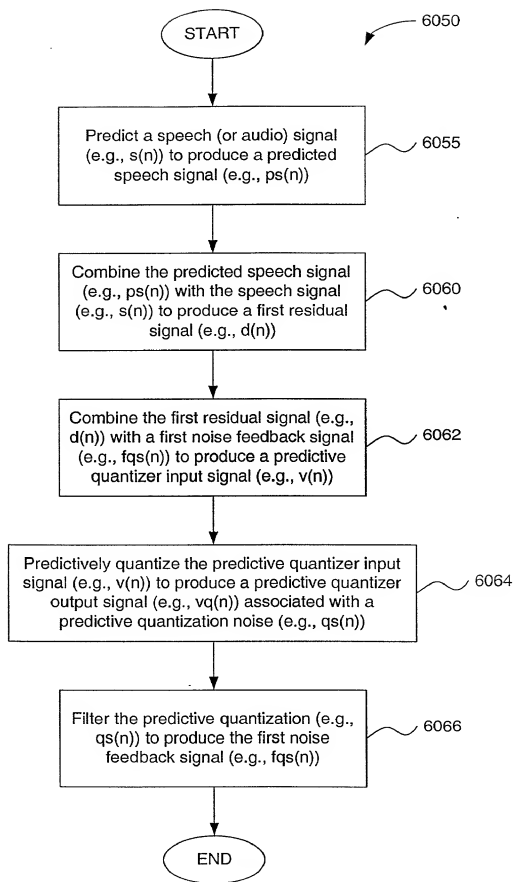 START
6050
Predict a speech (or audio) signal
(e.g., s(n)) to produce a predicted
speech signal (e.g., ps(n))
6055
Combine the predicted speech signal
(e.g., ps(n)) with the speech signal
(e.g., s(n)) to produce a first residual
signal (e.g., d(n))
6060
Combine the first residual signal (e.g.,
d(n)) with a first noise feedback signal
(e.g., fqs(n)) to produce a predictive
quantizer input signal (e.g., v(n))
6062
Predictively quantize the predictive quantizer input
signal (e.g., v(n)) to produce a predictive quantizer
output signal (e.g., vq(n)) associated with a
predictive quantization noise (e.g., qs(n))
6064
Filter the predictive quantization (e.g.,
qs(n)) to produce the first noise
feedback signal (e.g., fqs(n))
6066
END